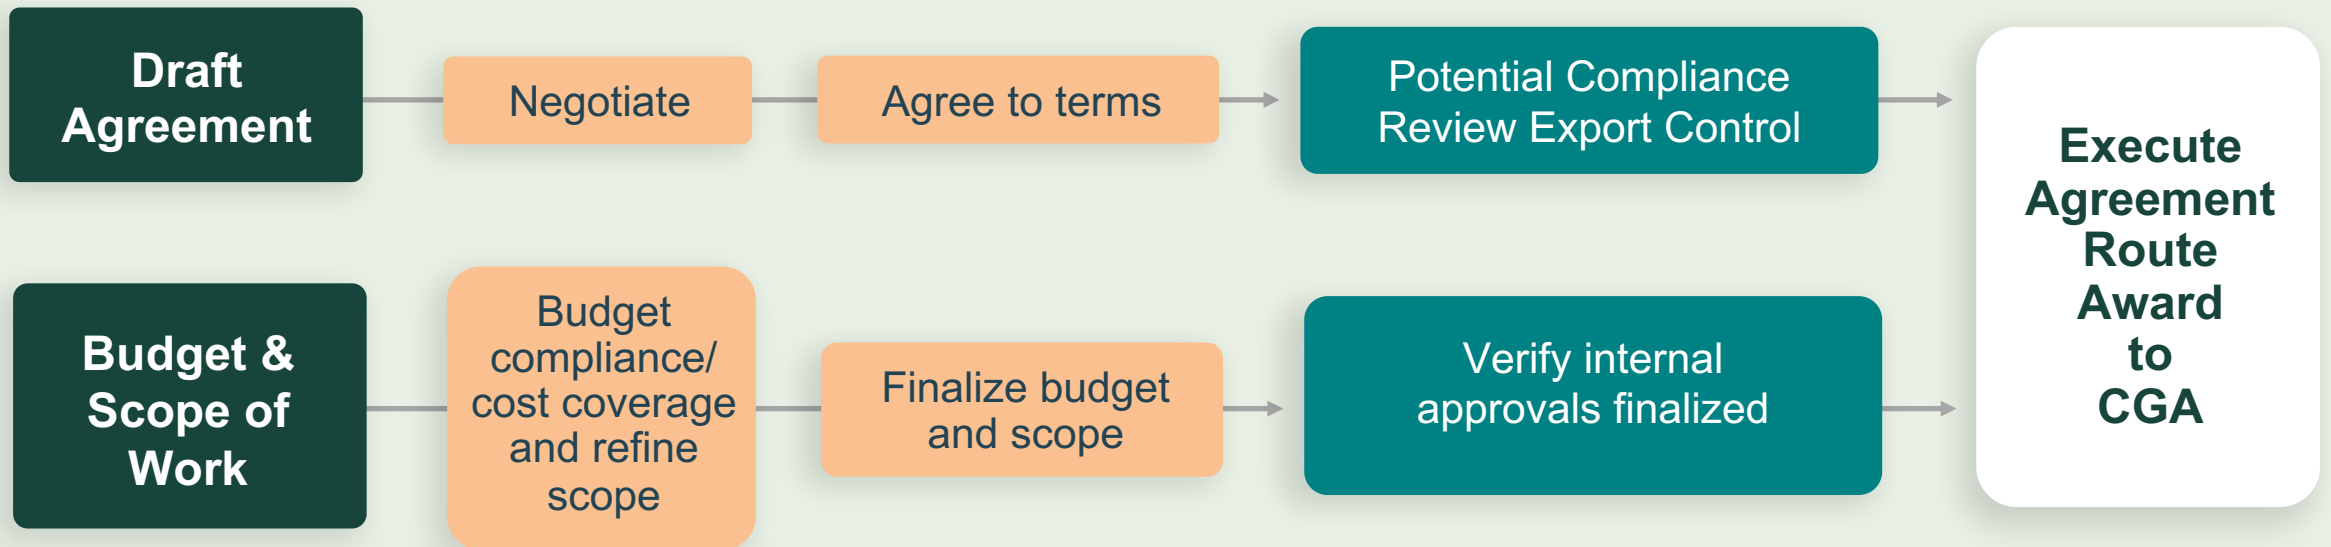 Draft
Agreement
Negotiate
Agree to terms
Potential Compliance
Review Export Control
Budget &
Scope of
Work
Budget
compliance/
cost coverage
and refine
scope
Finalize budget
and scope
Verify internal
approvals finalized
Execute
Agreement
Route
Award
to
CGA